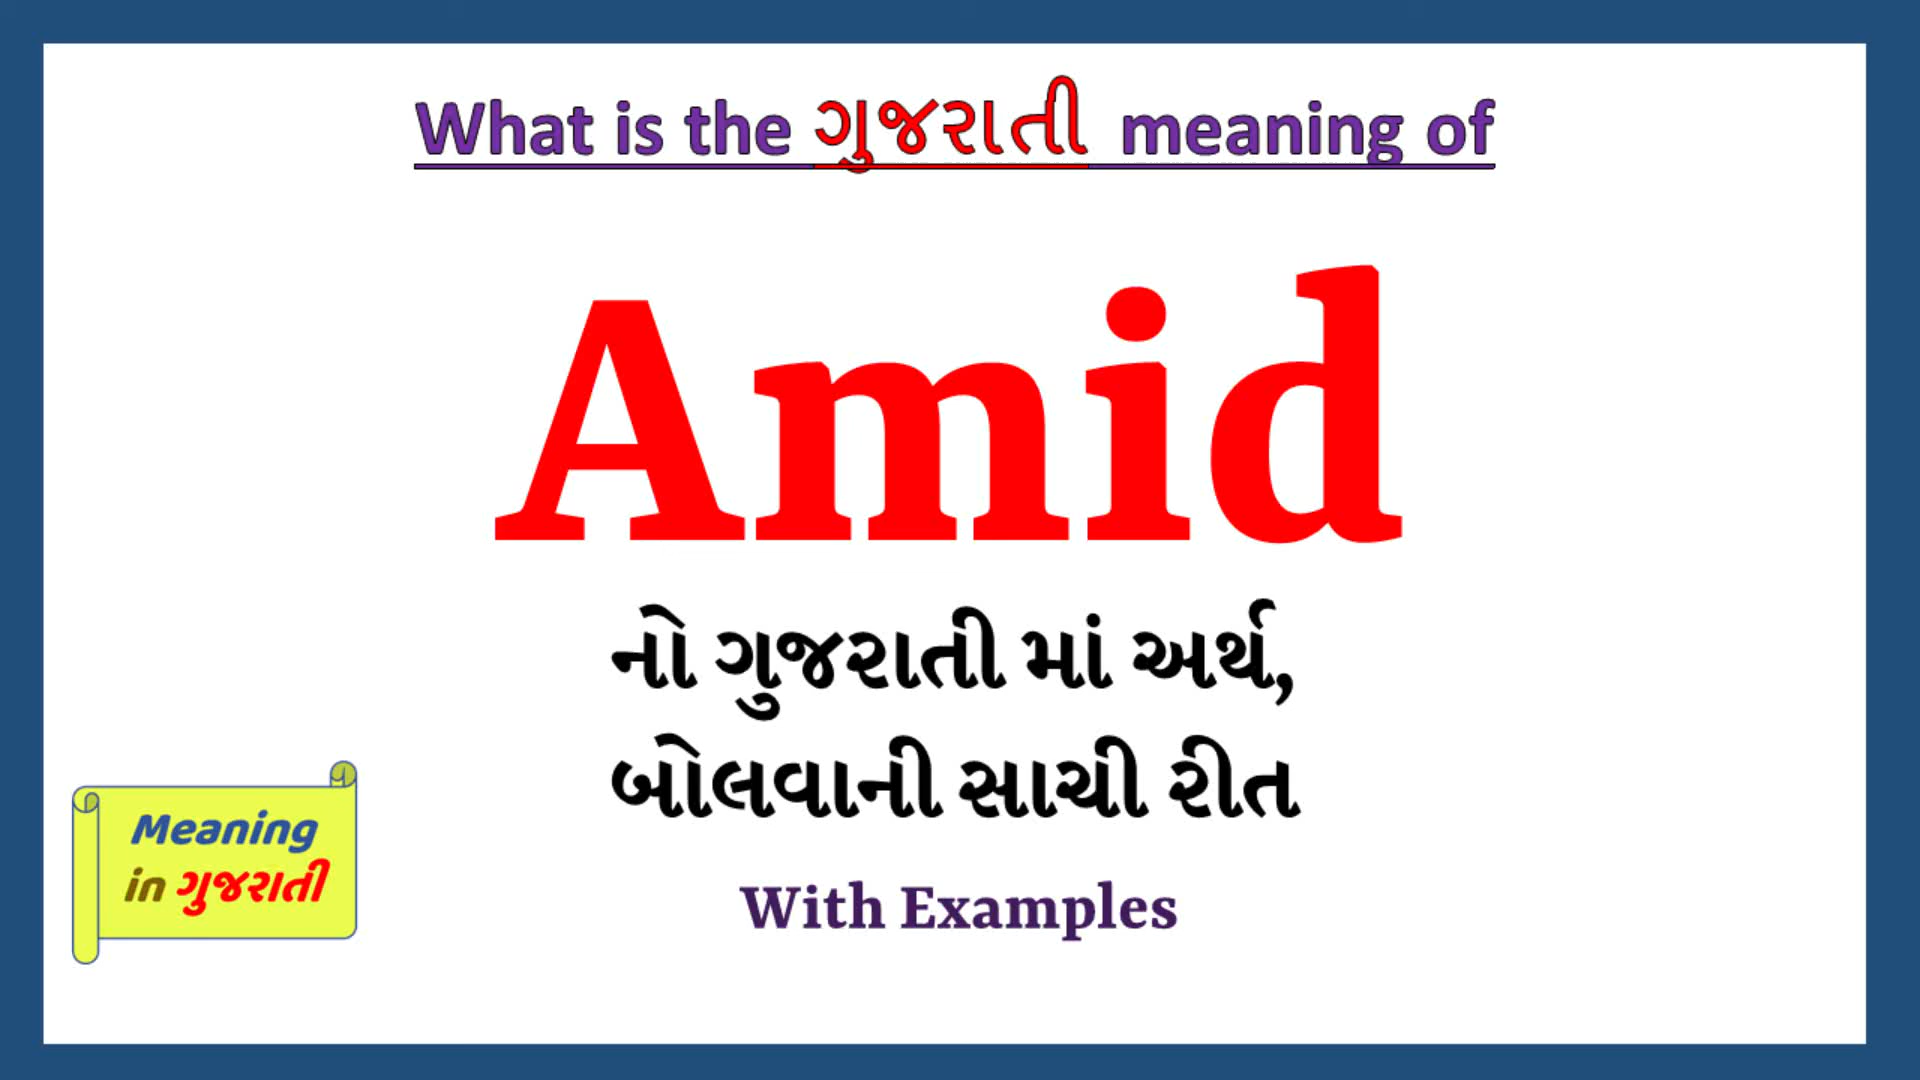 What is the ગુજરાતી meaning of
Amid
નો ગુજરાતી માં અર્થ,
બોલવાની સાચી રીત
With Examples
Meaning
in ગુજરાતી